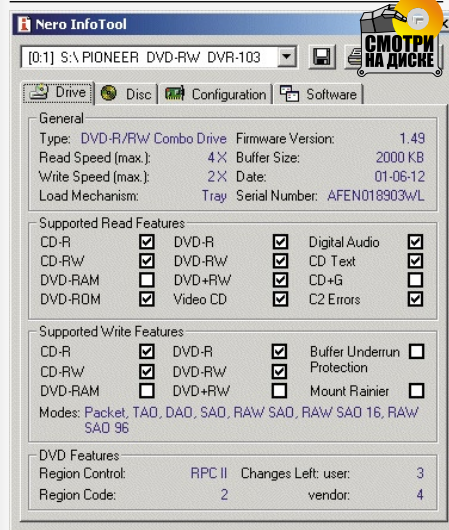 Nero InfoTool
СМОТРИ
НА ДИСКЕ
[0:1] S:\ PIONEER DVD-RW DVR-103
Drive Disc Configuration Software
General
Type: DVD-R/RW Combo Drive Firmware Version: 1.49
Read Speed (max.): 4 X Buffer Size: 2000 KB
Write Speed (max.): 2 X Date: 01-06-12
Load Mechanism: Tray Serial Number: AFEN018903WL
Supported Read Features
CD-R DVD-R Digital Audio
CD-RW DVD-RW CD Text
DVD-RAM DVD+RW CD+G
DVD-ROM Video CD C2 Errors
Supported Write Features
CD-R DVD-R Buffer Underrun
CD-RW DVD-RW Protection
DVD-RAM DVD+RW Mount Rainier
Modes: Packet, TAO, DAO, SAO, RAW SAO, RAW SAO 16, RAW
SAO 96
DVD Features
Region Control: RPC II Changes Left: user: 3
Region Code: 2 vendor: 4